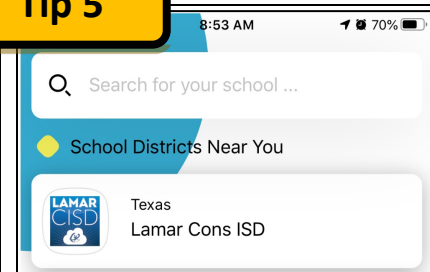 Tip 5
8:53 AM
70%
Search for your school ...
School Districts Near You
LAMAR
CISD
Texas
Lamar Cons ISD